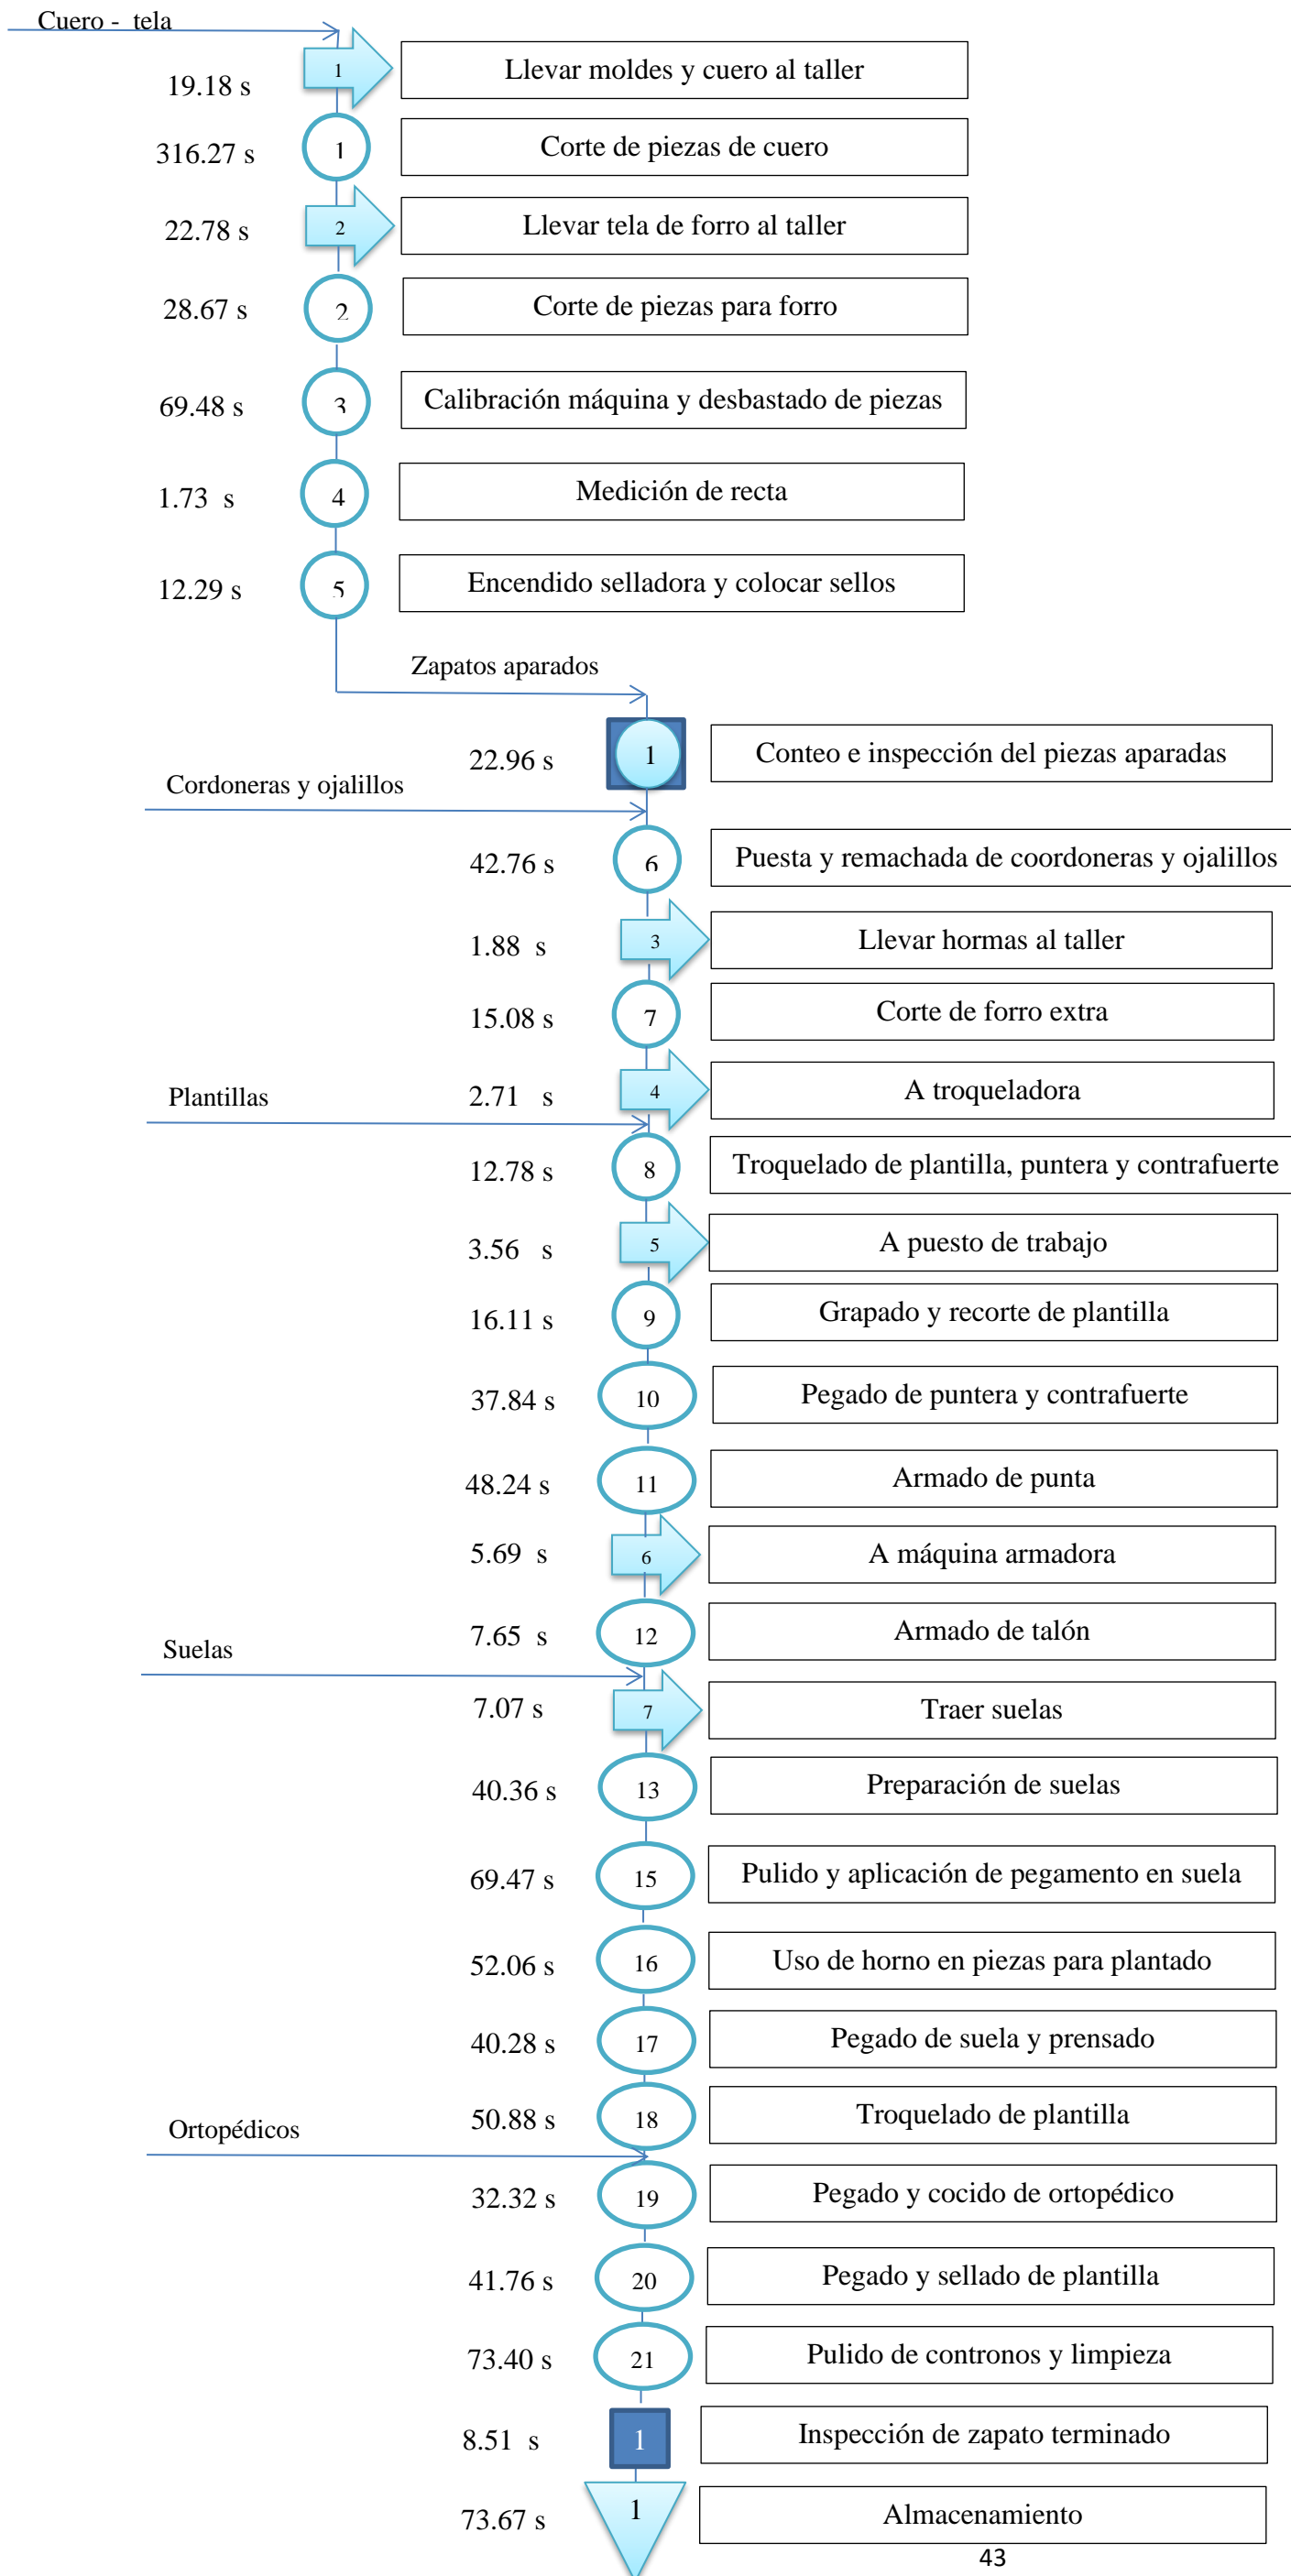 Cuero - tela
19.18 s
1
Llevar moldes y cuero al taller
316.27 s
1
Corte de piezas de cuero
22.78 s
2
Llevar tela de forro al taller
28.67 s
2
Corte de piezas para forro
69.48 s
3
Calibración máquina y desbastado de piezas
1.73 s
4
Medición de recta
12.29 s
5
Encendido selladora y colocar sellos
Zapatos aparados
22.96 s
1
Conteo e inspección del piezas aparadas
Cordoneras y ojalillos
42.76 s
6
Puesta y remachada de coordoneras y ojalillos
1.88 s
3
Llevar hormas al taller
15.08 s
7
Corte de forro extra
Plantillas
2.71 s
4
A troqueladora
12.78 s
8
Troquelado de plantilla, puntera y contrafuerte
3.56 s
5
A puesto de trabajo
16.11 s
9
Grapado y recorte de plantilla
37.84 s
10
Pegado de puntera y contrafuerte
48.24 s
11
Armado de punta
5.69 s
6
A máquina armadora
7.65 s
12
Armado de talón
Suelas
7.07 s
7
Traer suelas
40.36 s
13
Preparación de suelas
69.47 s
15
Pulido y aplicación de pegamento en suela
52.06 s
16
Uso de horno en piezas para plantado
40.28 s
17
Pegado de suela y prensado
50.88 s
18
Troquelado de plantilla
Ortopédicos
32.32 s
19
Pegado y cocido de ortopédico
41.76 s
20
Pegado y sellado de plantilla
73.40 s
21
Pulido de contronos y limpieza
8.51 s
1
Inspección de zapato terminado
73.67 s
1
Almacenamiento
43